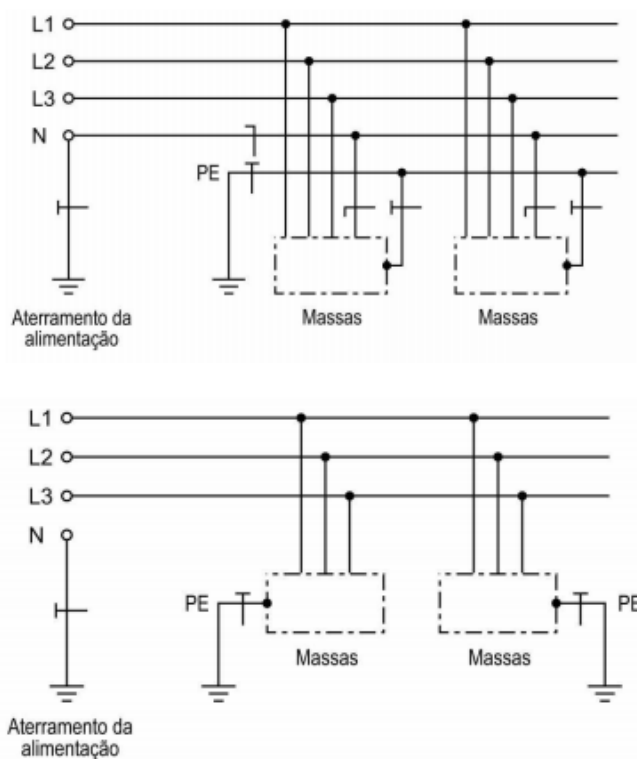 L1
L2
L3
N
PE
Massas Massas
Aterramento da
alimentação
L1
L2
L3
N
PE PE
Massas Massas
Aterramento da
alimentação